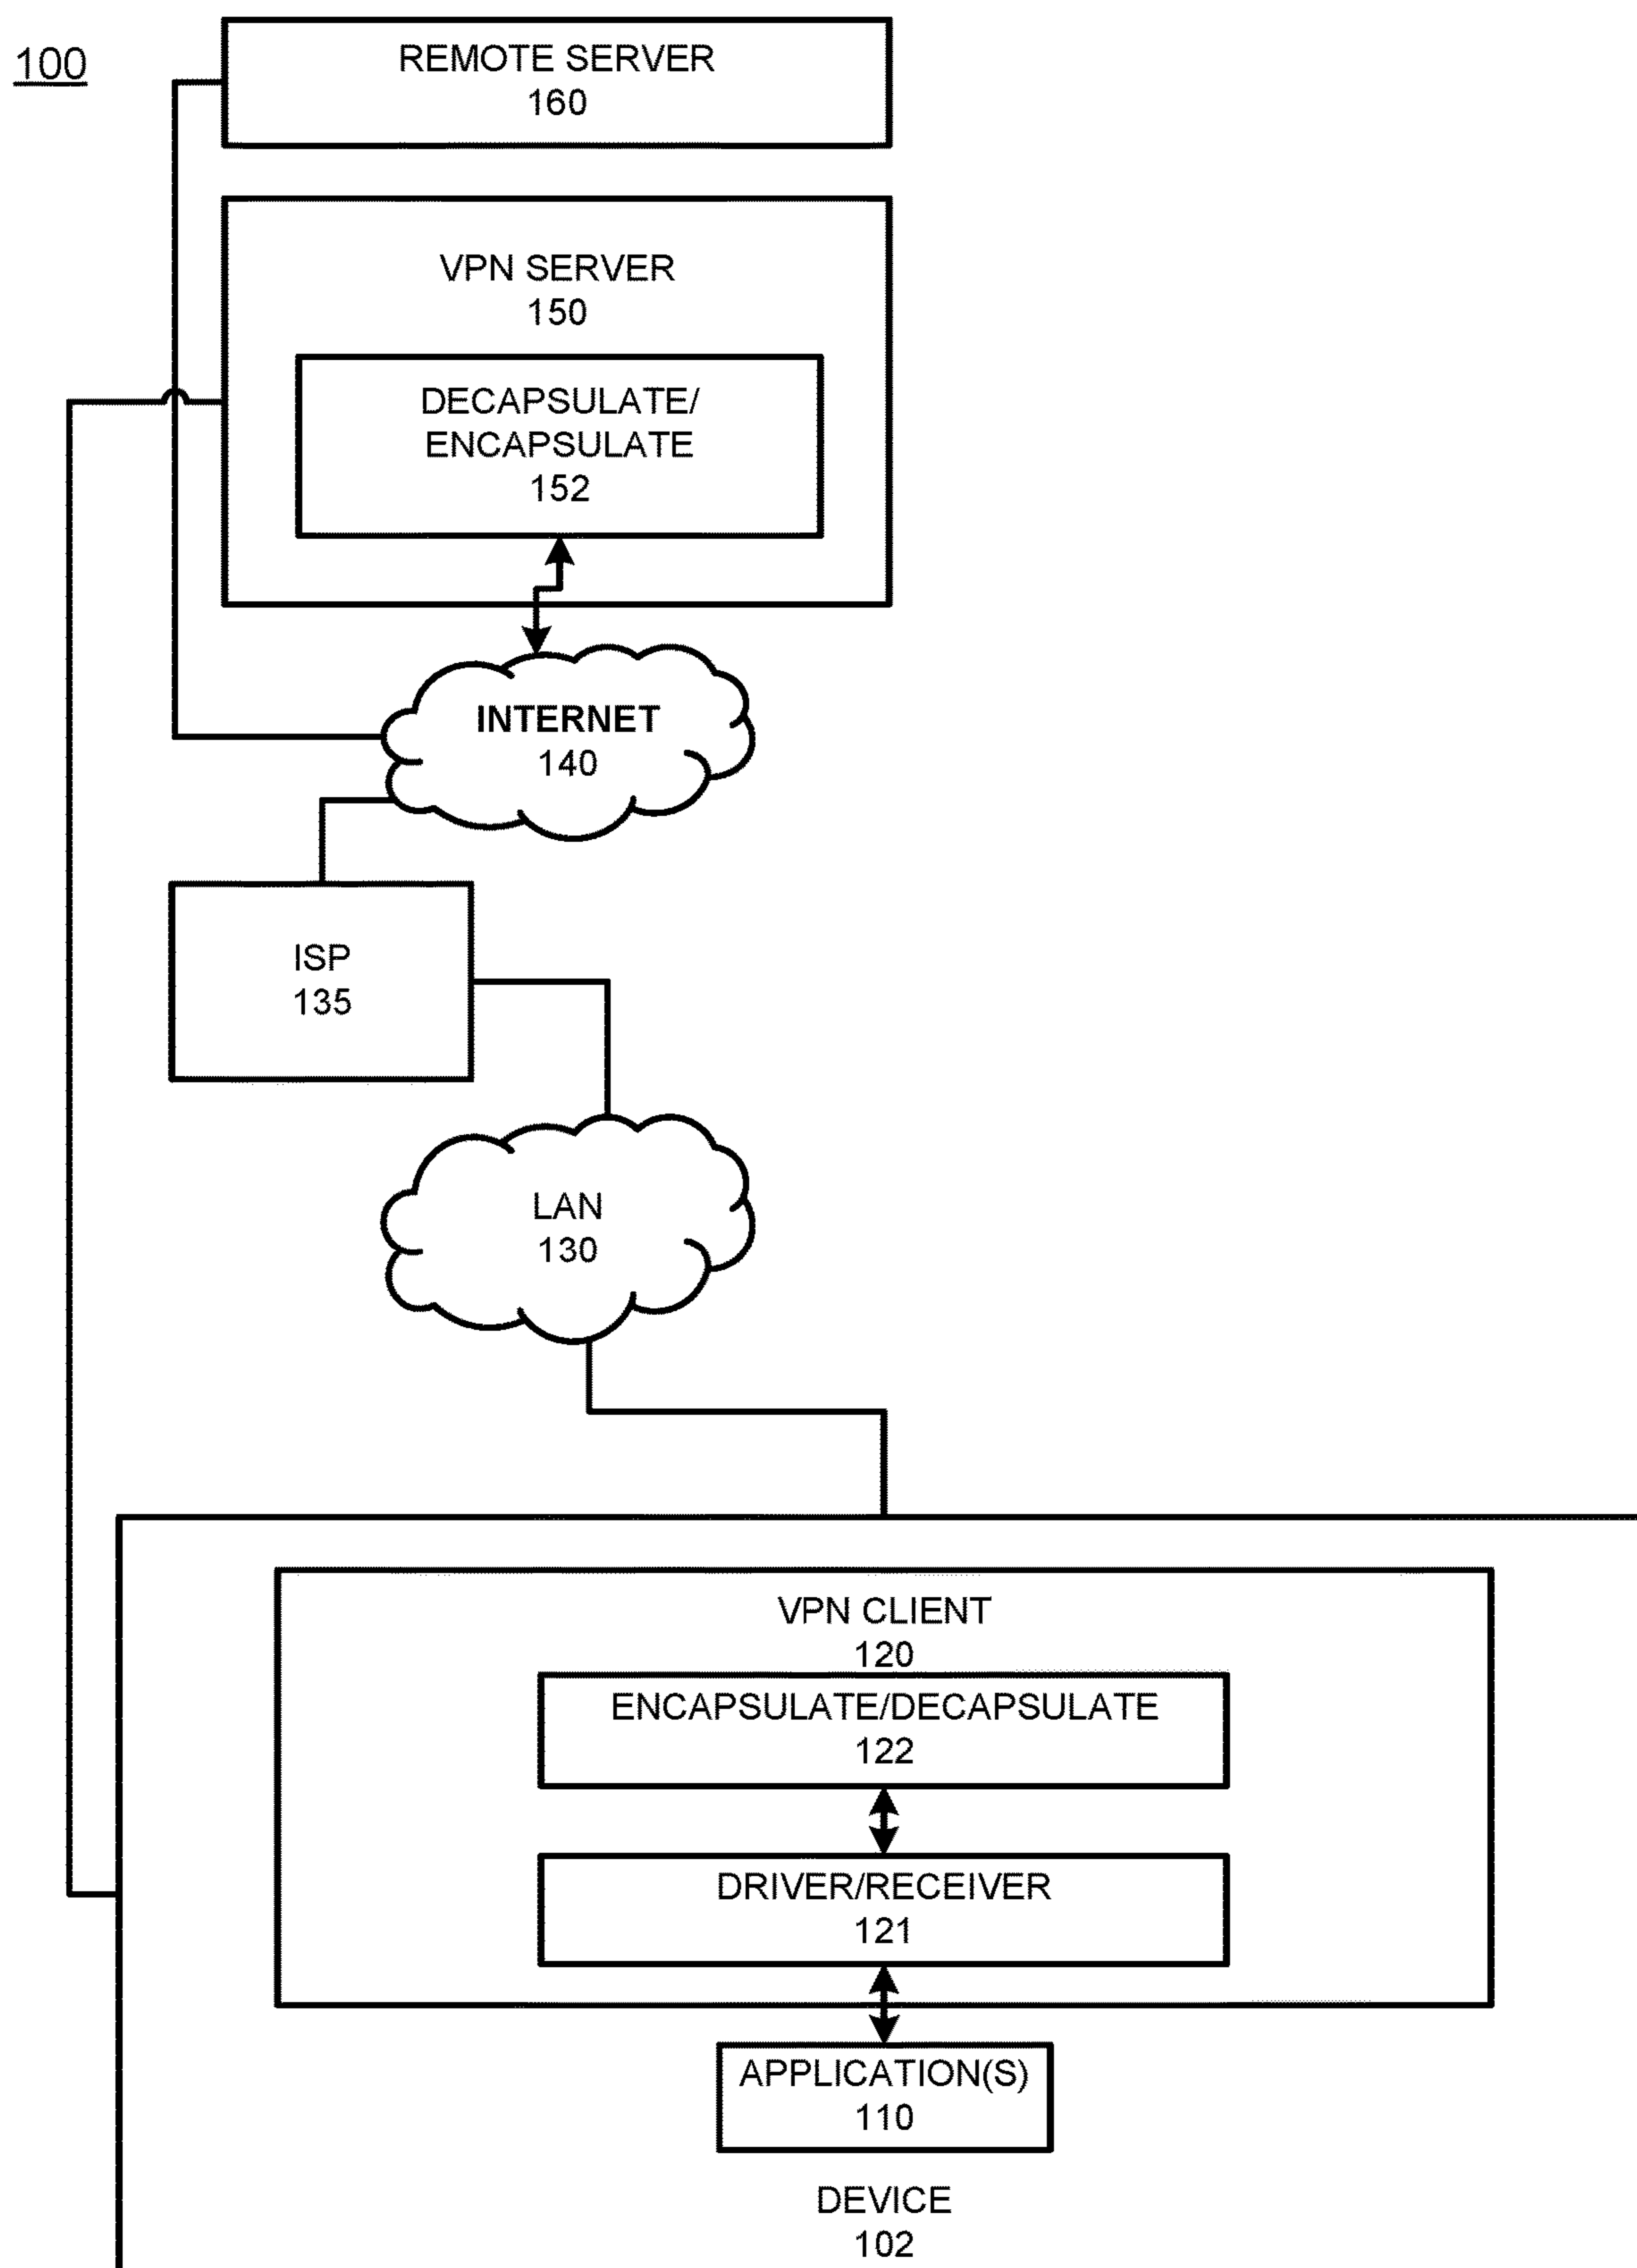 100
REMOTE SERVER
160
VPN SERVER
150
DECAPSULATE/
ENCAPSULATE
152
INTERNET
140
ISP
135
LAN
130
VPN CLIENT
120
ENCAPSULATE/DECAPSULATE
122
DRIVER/RECEIVER
121
APPLICATION(S)
110
DEVICE
102